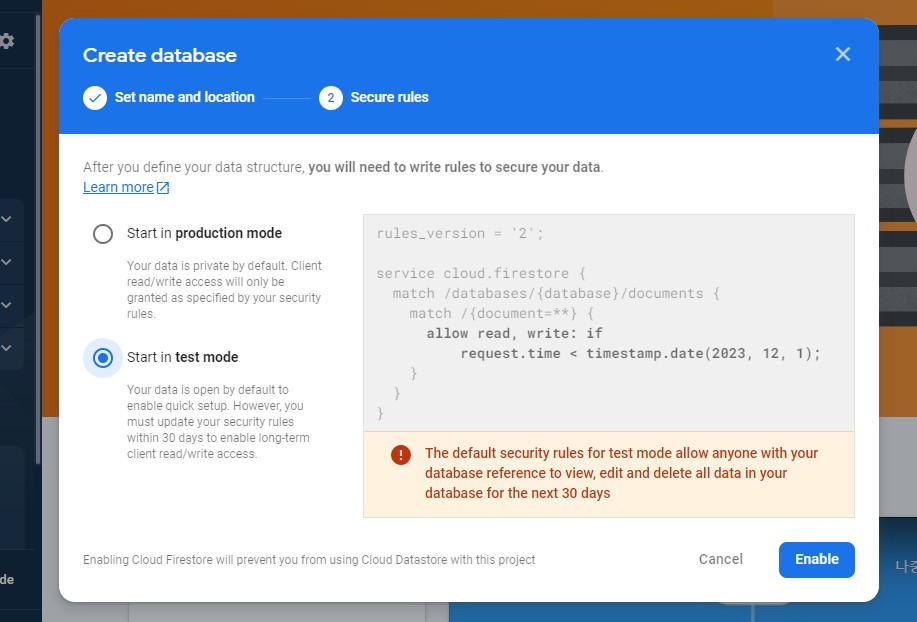 Create database
Set name and location
2 Secure rules
After you define your data structure, you will need to write rules to secure your data.
Learn more
Start in production mode
Your data is private by default. Client
read/write access will only be
granted as specified by your security
rules.
Start in test mode
Your data is open by default to
enable quick setup. However, you
must update your security rules
within 30 days to enable long-term
client read/write access.
rules_version = '2';
service cloud.firestore {
match /databases/{database}/documents {
match /{document=**} {
allow read, write: if
request.time < timestamp.date(2023, 12, 1);
}
}
}
The default security rules for test mode allow anyone with your
database reference to view, edit and delete all data in your
database for the next 30 days
Enabling Cloud Firestore will prevent you from using Cloud Datastore with this project
Cancel
Enable
de